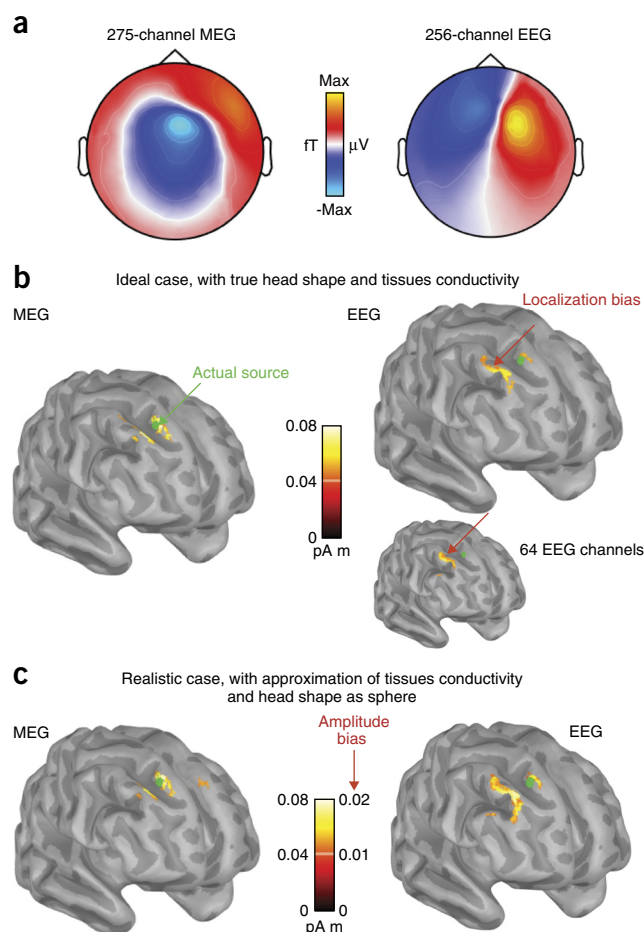 a
275-channel MEG
256-channel EEG
Max
fT
μV
-Max
b
Ideal case, with true head shape and tissues conductivity
MEG
EEG
Localization bias
Actual source
0.08
0.04
0
pA m
64 EEG channels
c
Realistic case, with approximation of tissues conductivity
and head shape as sphere
MEG
Amplitude
bias
EEG
0.08
0.02
0.04
0.01
0
0
pA m